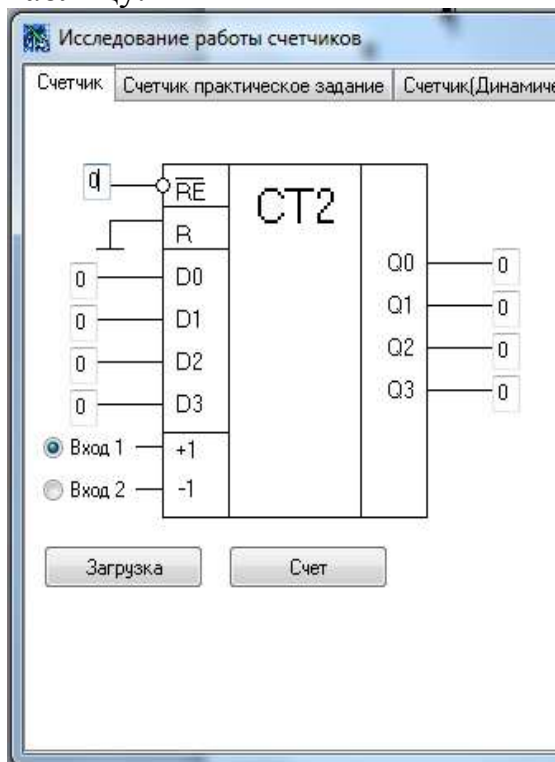 Исследование работы счетчиков
Счетчик
Счетчик практическое задание
Счетчик(Динамиче
0
RE
CT2
R
0
D0
Q0
0
0
D1
Q1
0
0
D2
Q2
0
0
D3
Q3
0
Вход 1
+1
Вход 2
-1
Загрузка
Счет